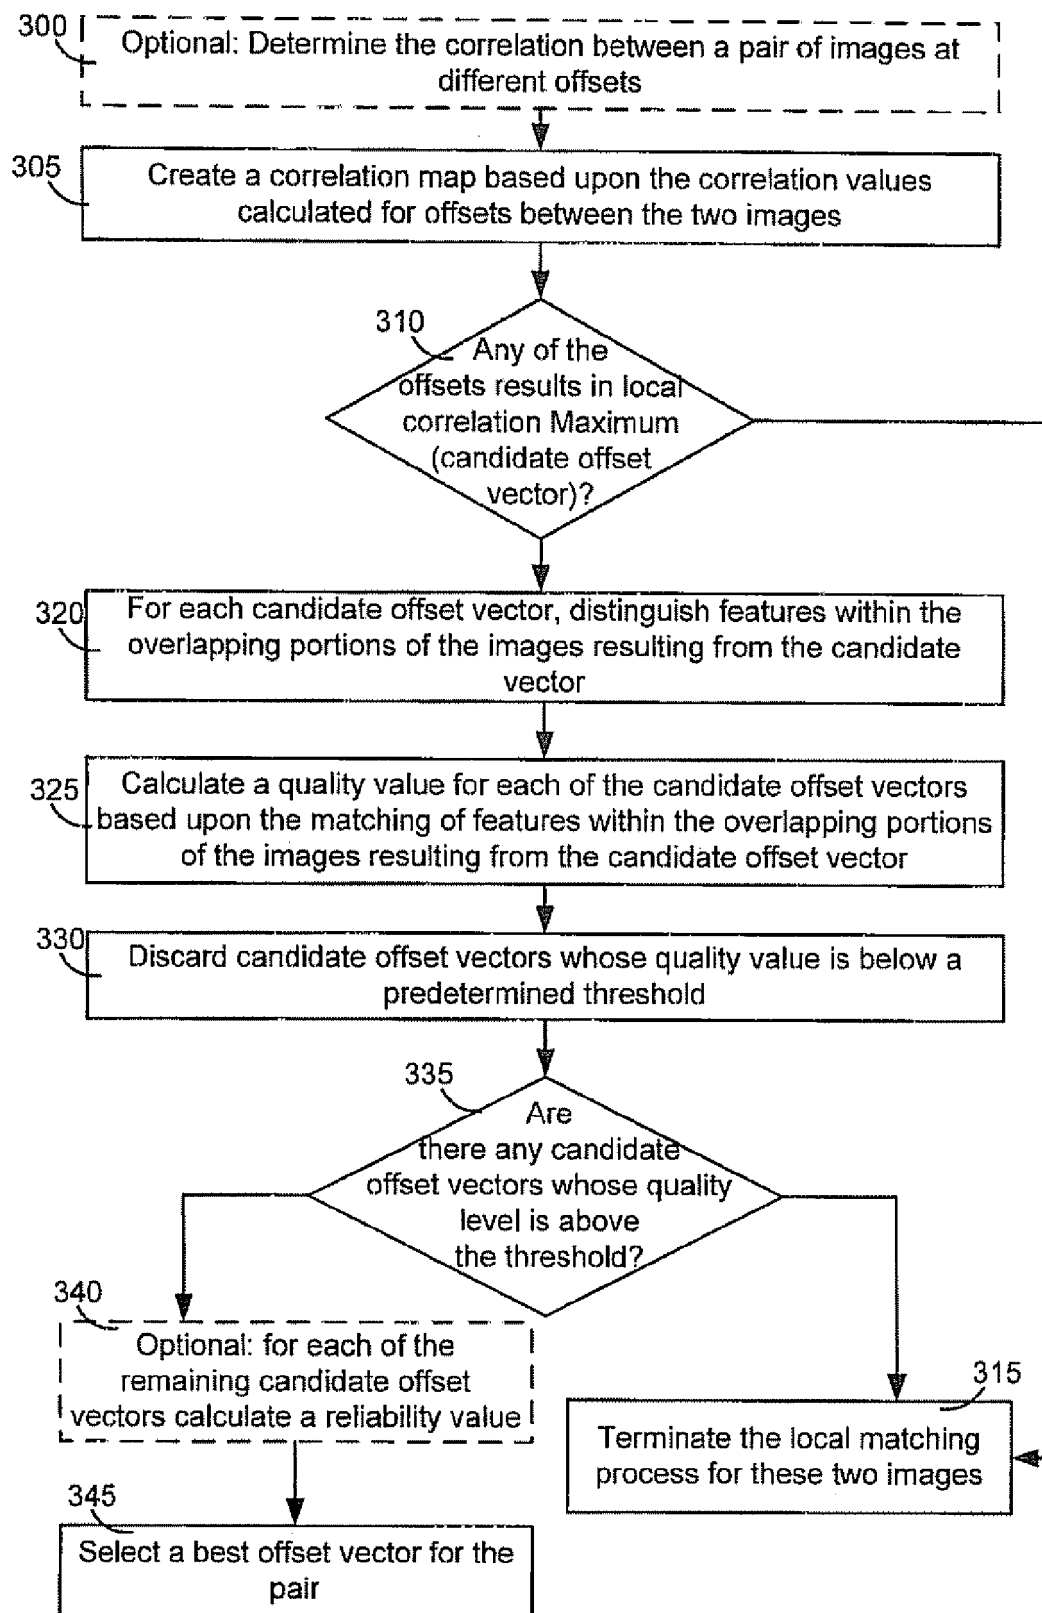 300
Optional: Determine the correlation between a pair of images at
different offsets
305
Create a correlation map based upon the correlation values
calculated for offsets between the two images
310
Any of the
offsets results in local
correlation Maximum
(candidate offset
vector)?
320
For each candidate offset vector, distinguish features within the
overlapping portions of the images resulting from the candidate
vector
325
Calculate a quality value for each of the candidate offset vectors
based upon the matching of features within the overlapping portions
of the images resulting from the candidate offset vector
330
Discard candidate offset vectors whose quality value is below a
predetermined threshold
335
Are
there any candidate
offset vectors whose quality
level is above
the threshold?
340
Optional: for each of the
remaining candidate offset
vectors calculate a reliability value
315
Terminate the local matching
process for these two images
345
Select a best offset vector for the
pair